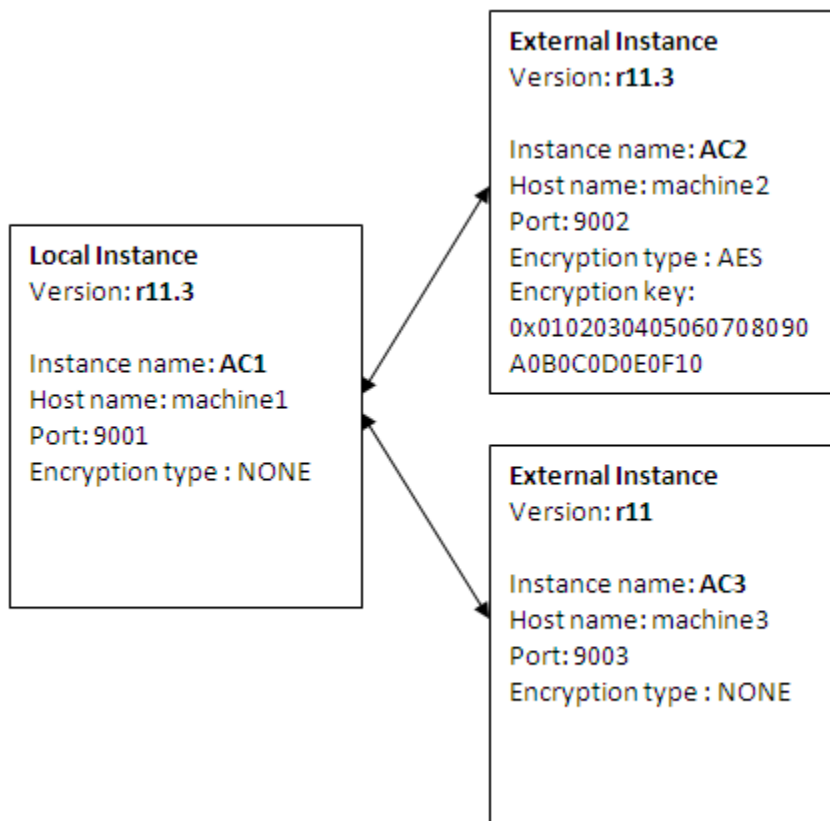 Local Instance
Version: r11.3
Instance name: AC1
Host name: machine1
Port: 9001
Encryption type : NONE
External Instance
Version: r11.3
Instance name: AC2
Host name: machine2
Port: 9002
Encryption type : AES
Encryption key:
0x0102030405060708090
A0B0C0D0E0F10
External Instance
Version: r11
Instance name: AC3
Host name: machine3
Port: 9003
Encryption type : NONE